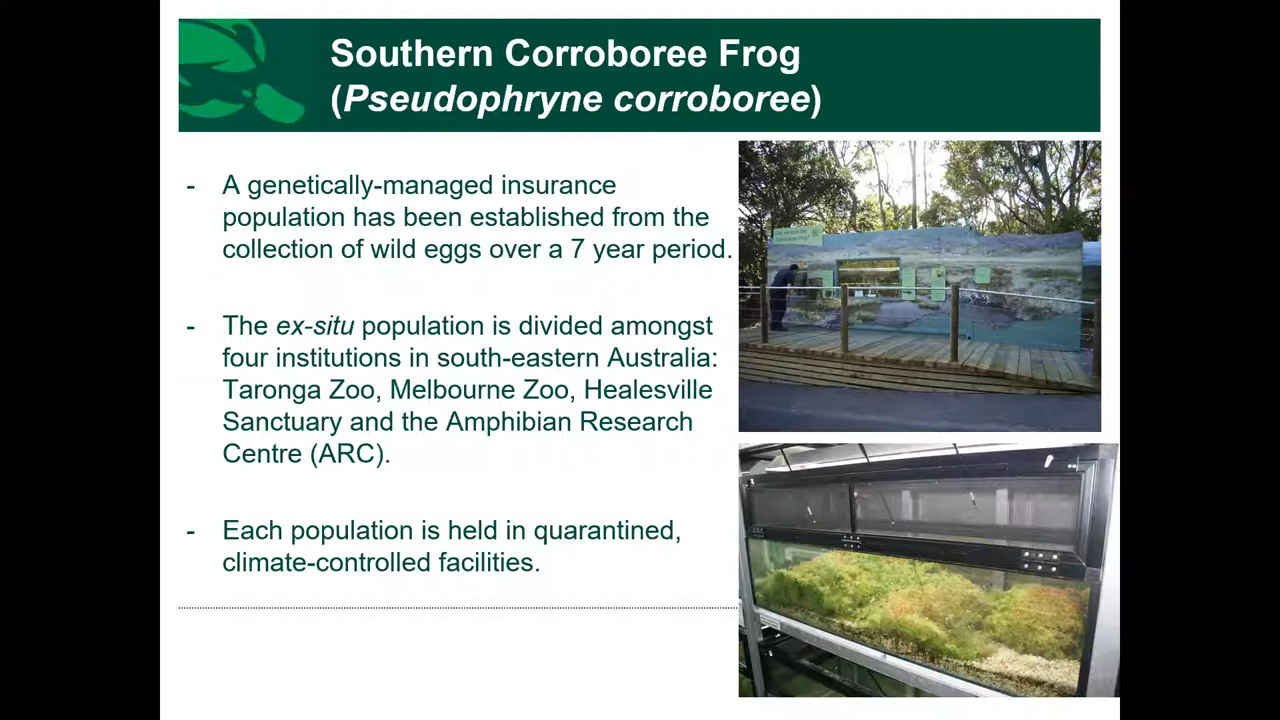 Southern Corroboree Frog
(Pseudophryne corroboree)
- A genetically-managed insurance
population has been established from the
collection of wild eggs over a 7 year period.
- The ex-situ population is divided amongst
four institutions in south-eastern Australia:
Taronga Zoo, Melbourne Zoo, Healesville
Sanctuary and the Amphibian Research
Centre (ARC).
- Each population is held in quarantined,
climate-controlled facilities.
Corroboree Frog?